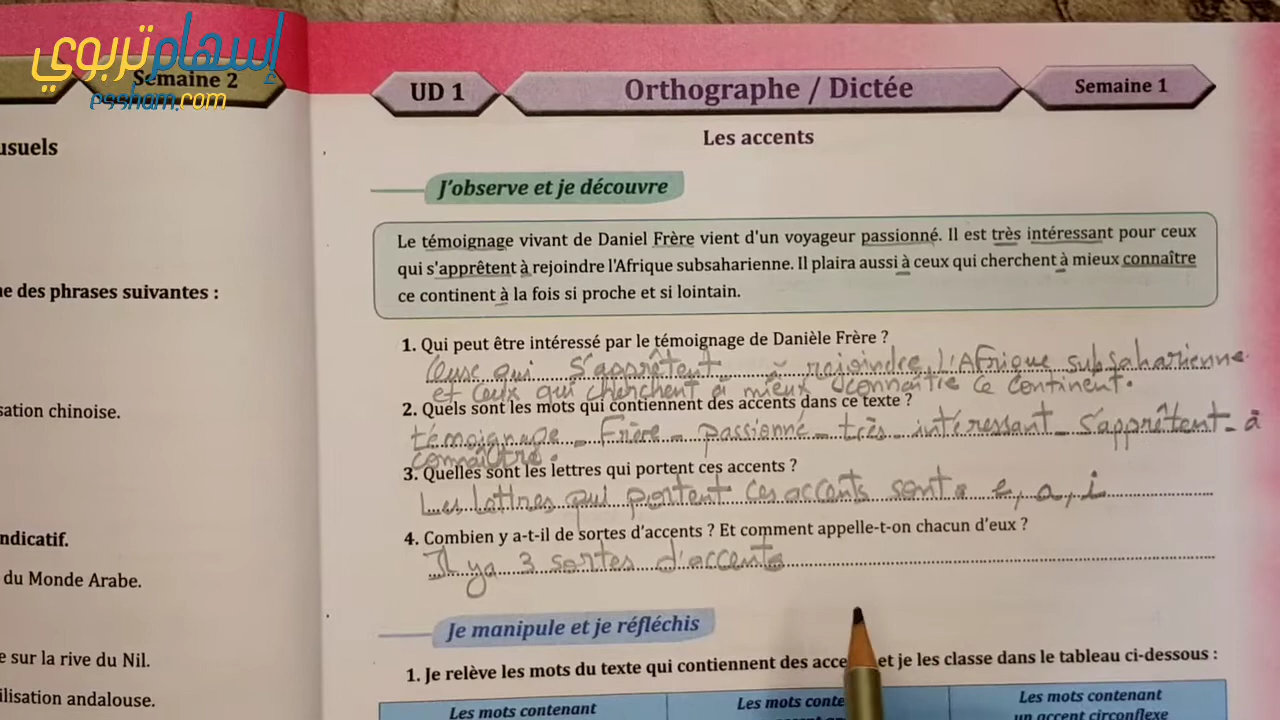 إسهام تربوي
essham.com
Semaine 2
usuels
e des phrases suivantes :
sation chinoise.
ndicatif.
du Monde Arabe.
e sur la rive du Nil.
ilisation andalouse.
UD 1
Orthographe / Dictée
Semaine 1
Les accents
J'observe et je découvre
Le témoignage vivant de Daniel Frère vient d'un voyageur passionné. Il est très intéressant pour ceux
qui s'apprêtent à rejoindre l'Afrique subsaharienne. Il plaira aussi à ceux qui cherchent à mieux connaître
ce continent à la fois si proche et si lointain.
1. Qui peut être intéressé par le témoignage de Danièle Frère ?
qui s'apprêtent à rejoindre l'Afrique subsaharienne
et ceux qui cherchent à mieux connaître ce continent.
2. Quels sont les mots qui contiennent des accents dans ce texte ?
témoignage - Frère - passionné - très - intéressant - s'apprêtent - à
connaître.
3. Quelles sont les lettres qui portent ces accents ?
Les lettres qui portent ces accents sont : e, a, i
4. Combien y a-t-il de sortes d'accents ? Et comment appelle-t-on chacun d'eux ?
Il ya 3 sortes d'accents
Je manipule et je réfléchis
1. Je relève les mots du texte qui contiennent des acce et je les classe dans le tableau ci-dessous :
Les mots contenant
Les mots conte
Les mots contenant
un accent circonflexe